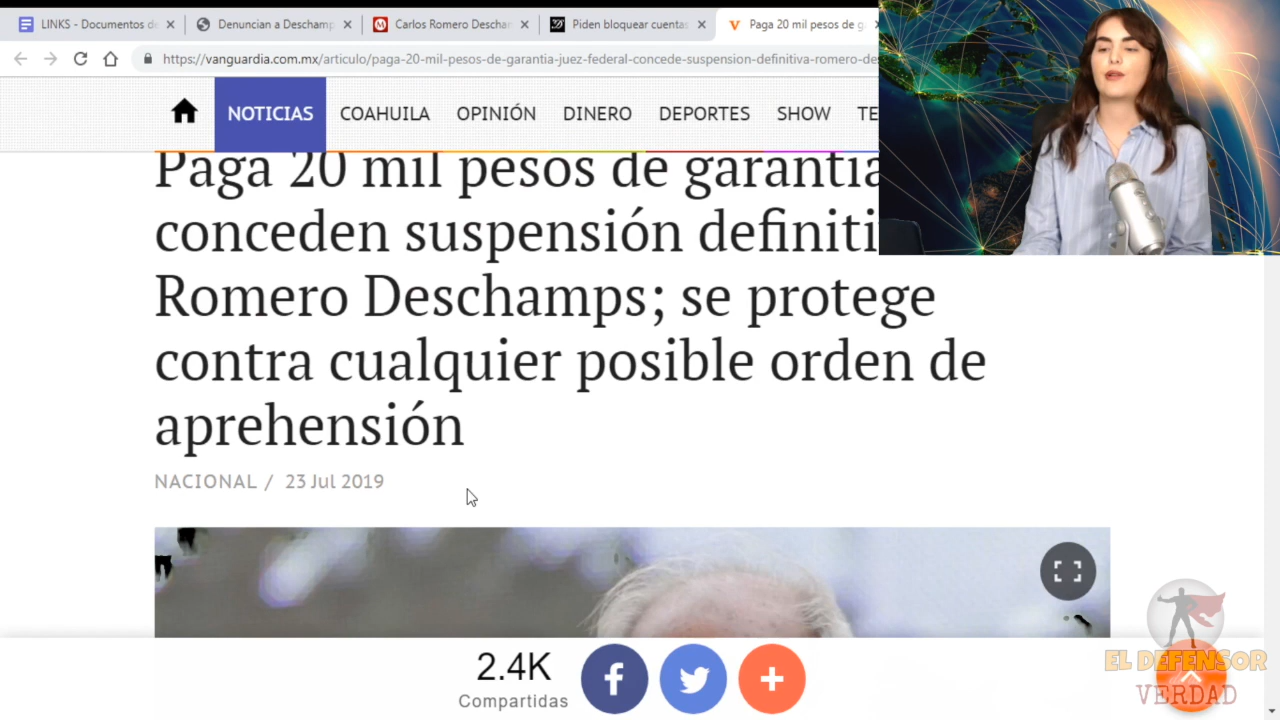 LINKS - Documentos d
Denuncian a Descham
Carlos Romero Descha
Piden bloquear cuenta
Paga 20 mil pesos de g
https://vanguardia.com.mx/articulo/paga-20-mil-pesos-de-garantia-juez-federal-concede-suspension-definitiva-romero-de
NOTICIAS
COAHUILA
OPINIÓN
DINERO
DEPORTES
SHOW
TE
Paga 20 mil pesos de garantía
conceden suspensión definiti
Romero Deschamps; se protege
contra cualquier posible orden de
aprehensión
NACIONAL / 23 Jul 2019
2.4K
Compartidas
EL DEFENSOR
VERDAD